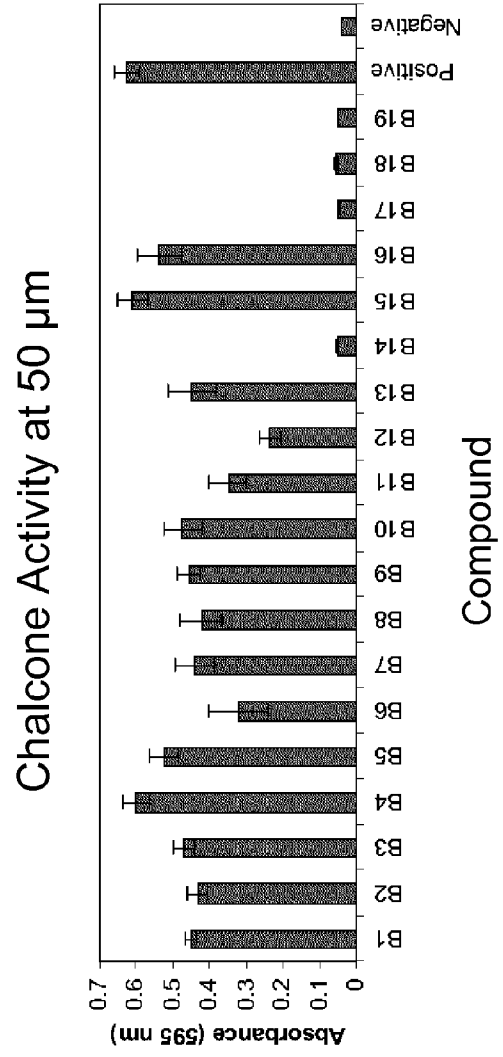 Chalcone Activity at 50 µm
Absorbance (595 nm)
0.7
0.6
0.5
0.4
0.3
0.2
0.1
0
B1
B2
B3
B4
B5
B6
B7
B8
B9
B10
B11
B12
B13
B14
B15
B16
B17
B18
B19
Positive
Negative
Compound